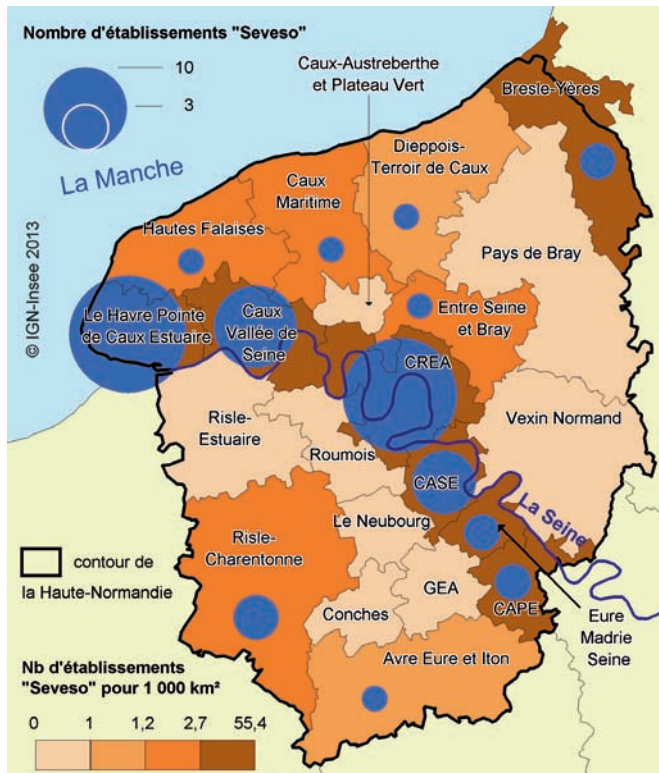 Nombre d'établissements "Seveso"
10
3
La Manche
© IGN-Insee 2013
Caux-Austreberthe
et Plateau Vert
Bresle-Yères
Dieppois-
Terroir de Caux
Caux
Maritime
Hautes Falaises
Pays de Bray
Le Havre Pointe
de Caux Estuaire
Caux
Vallée de
Seine
Entre Seine
et Bray
CREA
Vexin Normand
Risle-
Estuaire
Roumois
CASE
La Seine
Le Neubourg
Risle-
Charentonne
GEA
CAPE
Conches
Eure
Madrie
Seine
Avre Eure et Iton
contour de
la Haute-Normandie
Nb d'établissements
"Seveso" pour 1 000 km²
0 1 1,2 2,7 55,4